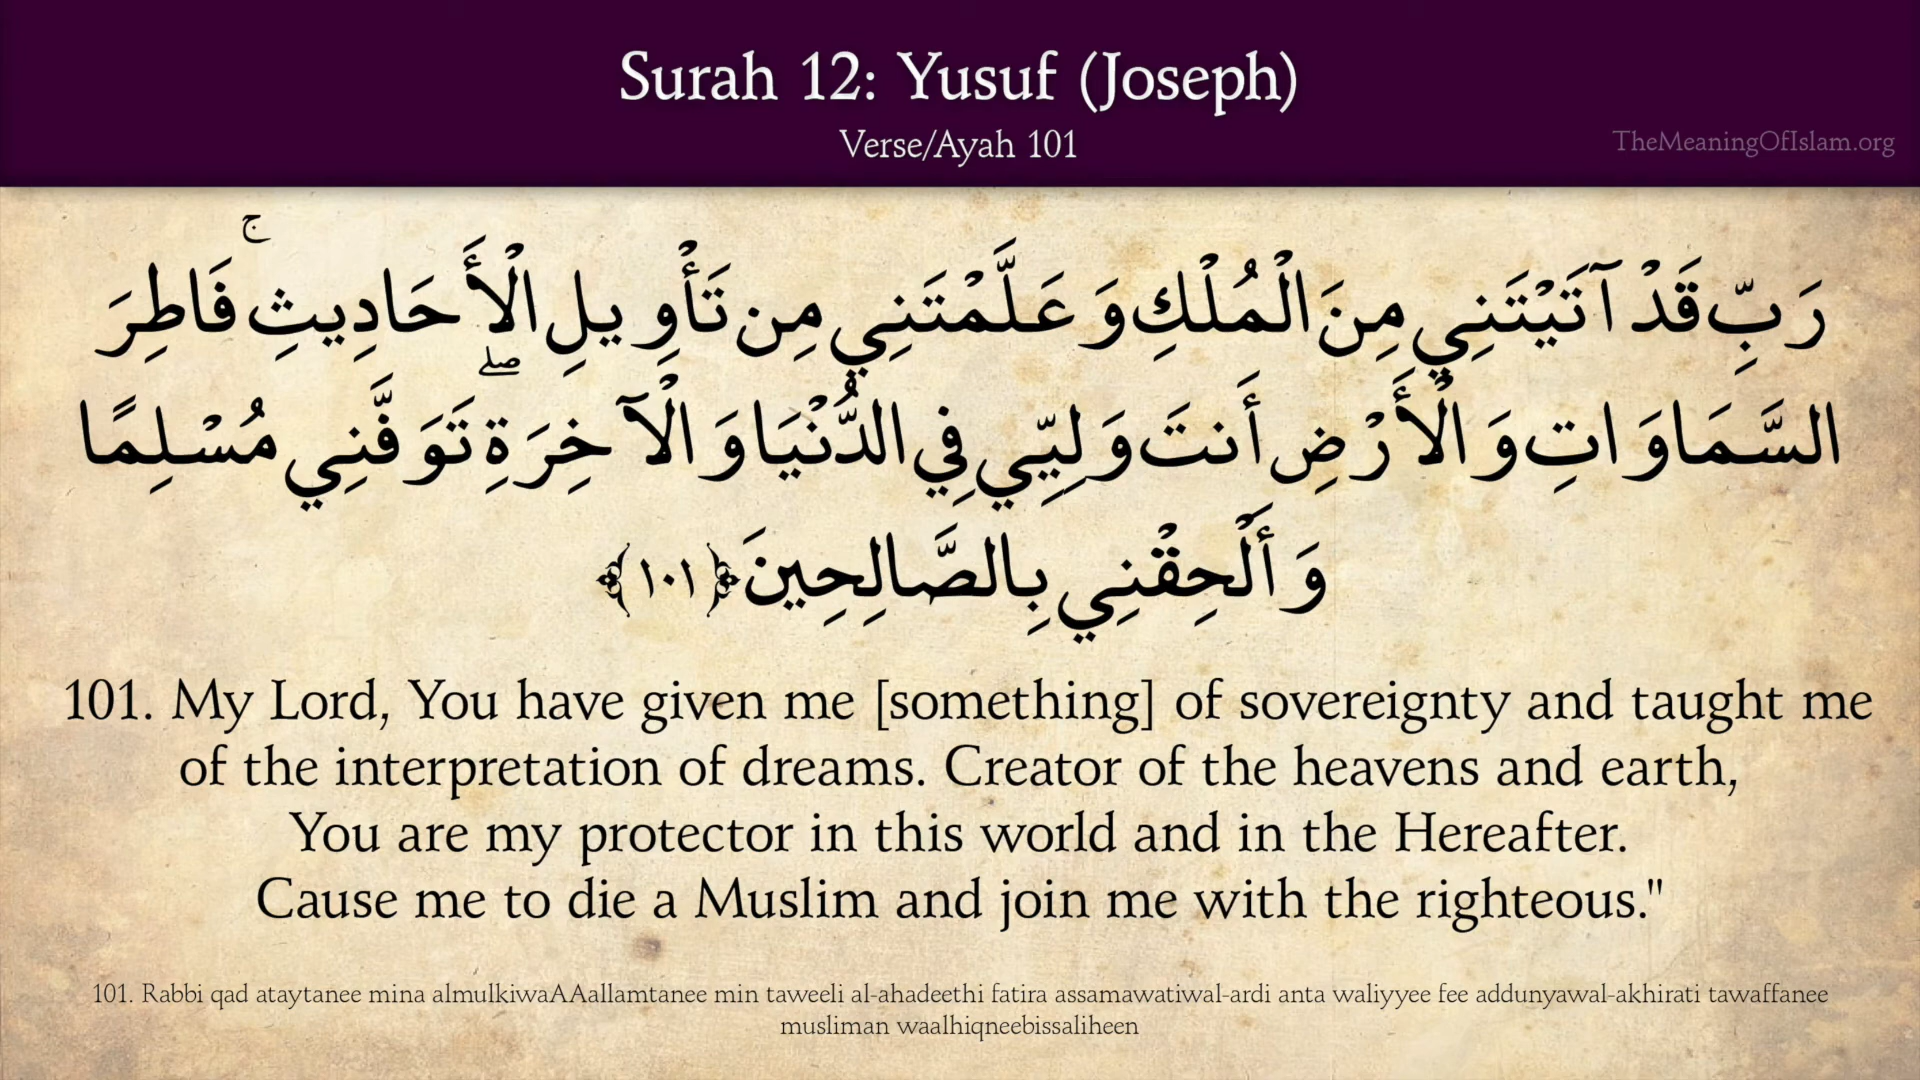 Surah 12: Yusuf (Joseph)
Verse/Ayah 101
TheMeaningOfIslam.org
رَبِّ قَدْ آتَيْتَنِي مِنَ الْمُلْكِ وَعَلَّمْتَنِي مِن تَأْوِيلِ الْأَحَادِيثِ ۚ فَاطِرَ
السَّمَاوَاتِ وَالْأَرْضِ أَنتَ وَلِيِّي فِي الدُّنْيَا وَالْآخِرَةِ ۖ تَوَفَّنِي مُسْلِمًا
وَأَلْحِقْنِي بِالصَّالِحِينَ ﴿١٠١﴾
101. My Lord, You have given me [something] of sovereignty and taught me
of the interpretation of dreams. Creator of the heavens and earth,
You are my protector in this world and in the Hereafter.
Cause me to die a Muslim and join me with the righteous."
101. Rabbi qad ataytanee mina almulkiwaAAallamtanee min taweeli al-ahadeethi fatira assamawatiwal-ardi anta waliyyee fee addunyawal-akhirati tawaffanee
musliman waalhiqneebissaliheen